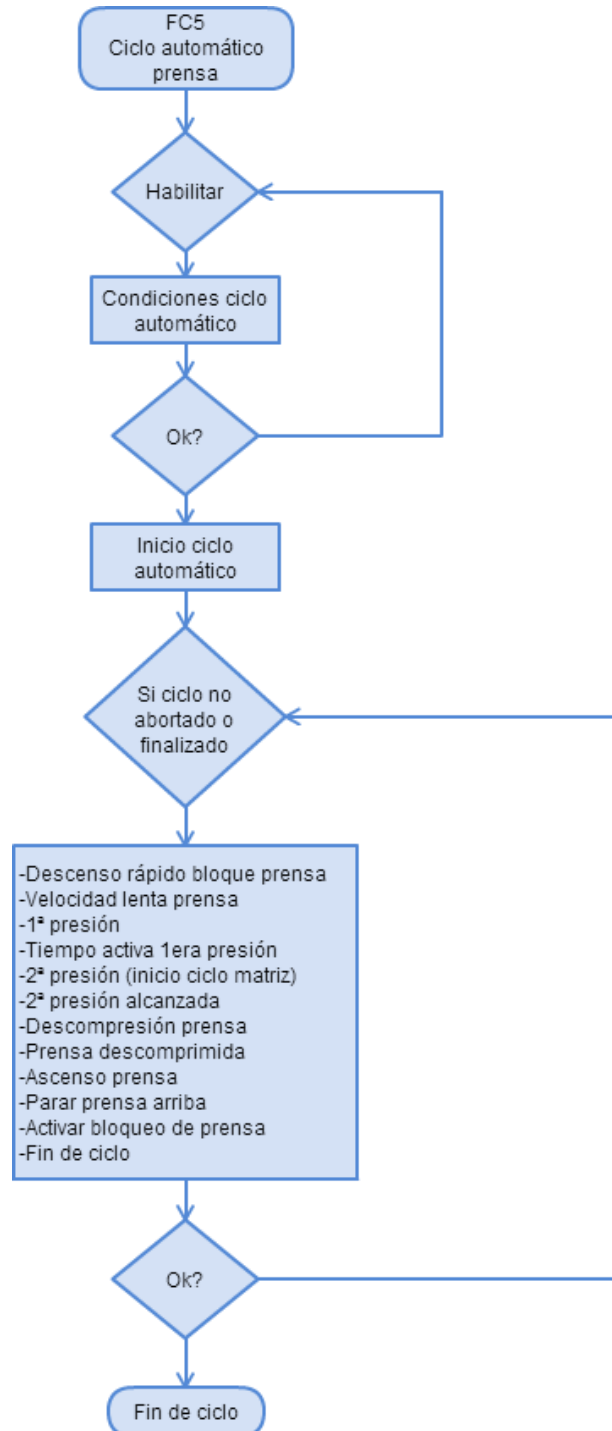 FC5
Ciclo automático
prensa
Habilitar
Condiciones ciclo
automático
Ok?
Inicio ciclo
automático
Si ciclo no
abortado o
finalizado
-Descenso rápido bloque prensa
-Velocidad lenta prensa
-1ª presión
-Tiempo activa 1era presión
-2ª presión (inicio ciclo matriz)
-2ª presión alcanzada
-Descompresión prensa
-Prensa descomprimida
-Ascenso prensa
-Parar prensa arriba
-Activar bloqueo de prensa
-Fin de ciclo
Ok?
Fin de ciclo